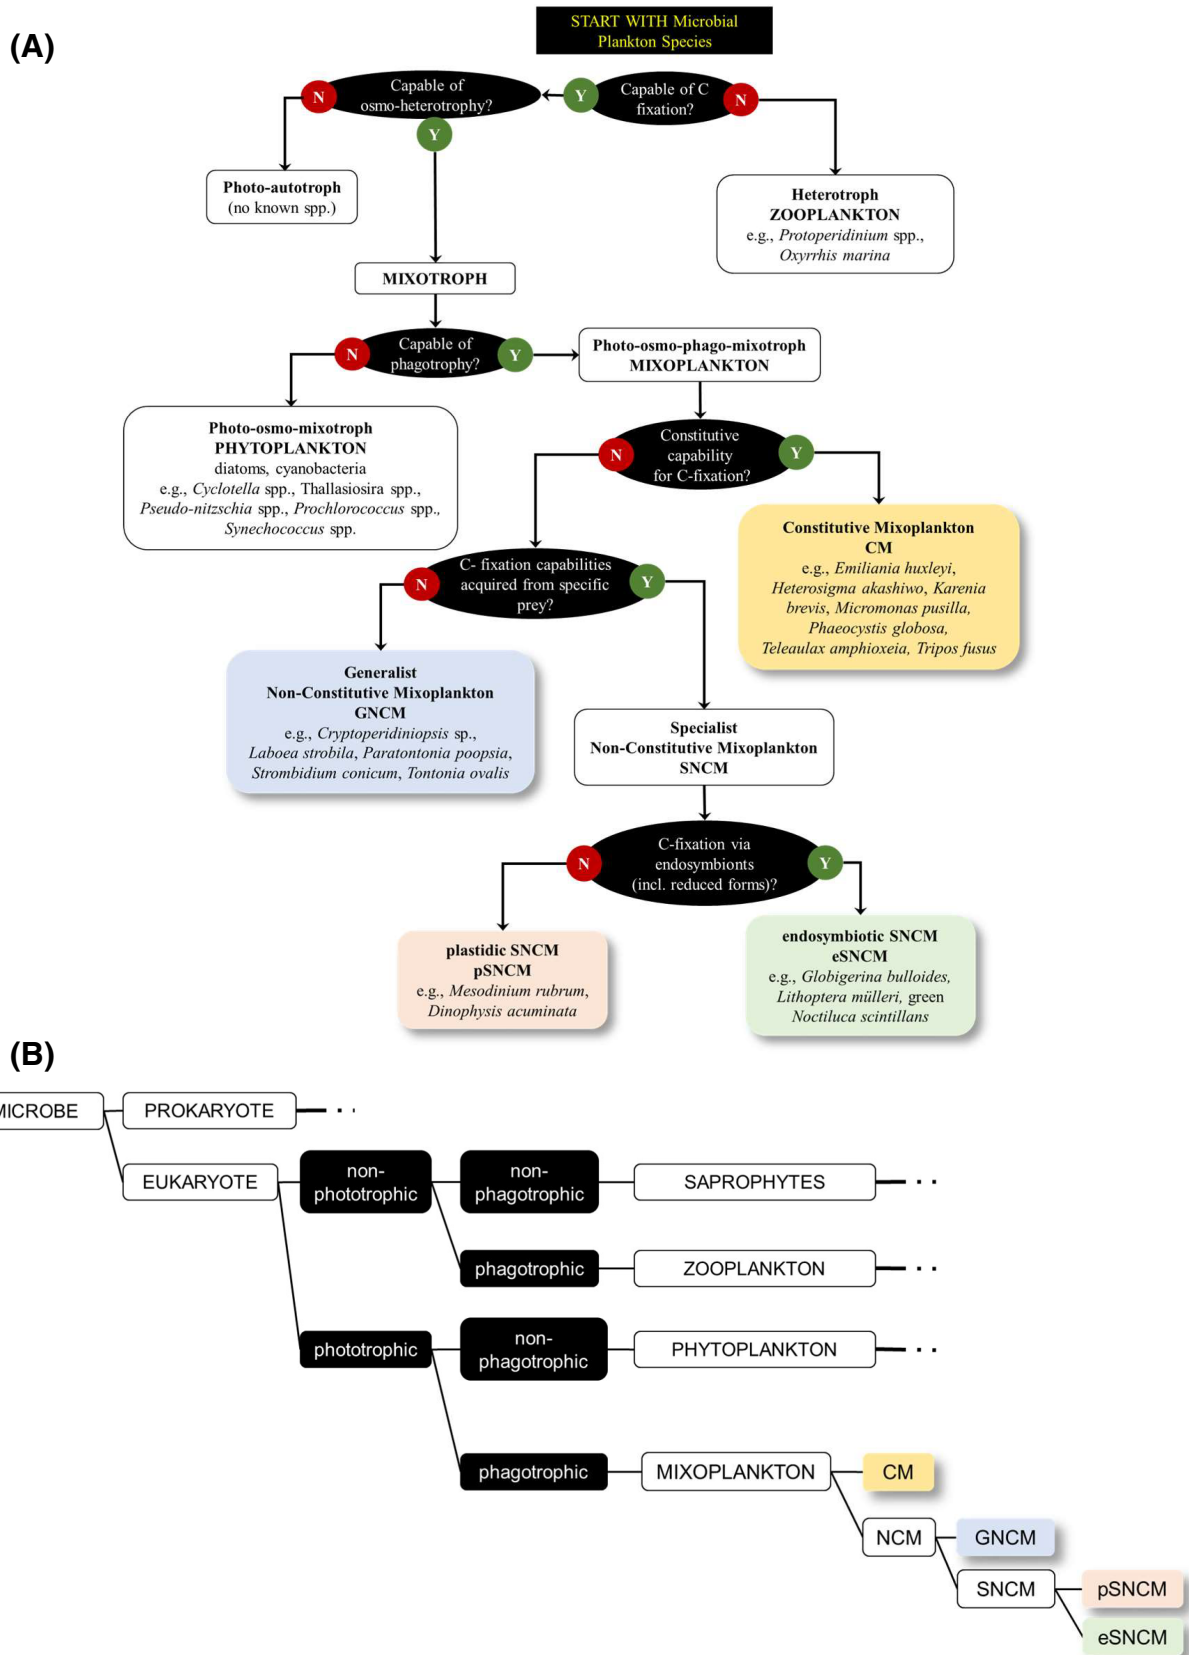 (A)
START WITH Microbial
Plankton Species
Capable of C
fixation?
Y
N
Capable of
osmo-heterotrophy?
N
Y
Photo-autotroph
(no known spp.)
Heterotroph
ZOOPLANKTON
e.g., Protoperidinium spp.,
Oxyrrhis marina
MIXOTROPH
Capable of
phagotrophy?
N
Y
Photo-osmo-phago-mixotroph
MIXOPLANKTON
Photo-osmo-mixotroph
PHYTOPLANKTON
diatoms, cyanobacteria
e.g., Cyclotella spp., Thallasiosira spp.,
Pseudo-nitzschia spp., Prochlorococcus spp.,
Synechococcus spp.
Constitutive
capability
for C-fixation?
N
Y
Constitutive Mixoplankton
CM
e.g., Emiliania huxleyi,
Heterosigma akashiwo, Karenia
brevis, Micromonas pusilla,
Phaeocystis globosa,
Teleaulax amphioxeia, Tripos fusus
C- fixation capabilities
acquired from specific
prey?
N
Y
Generalist
Non-Constitutive Mixoplankton
GNCM
e.g., Cryptoperidiniopsis sp.,
Laboea strobila, Paratontonia poopsia,
Strombidium conicum, Tontonia ovalis
Specialist
Non-Constitutive Mixoplankton
SNCM
C-fixation via
endosymbionts
(incl. reduced forms)?
N
Y
plastidic SNCM
pSNCM
e.g., Mesodinium rubrum,
Dinophysis acuminata
endosymbiotic SNCM
eSNCM
e.g., Globigerina bulloides,
Lithoptera mülleri, green
Noctiluca scintillans
(B)
MICROBE
PROKARYOTE
EUKARYOTE
non-
phototrophic
non-
phagotrophic
SAPROPHYTES
phagotrophic
ZOOPLANKTON
phototrophic
non-
phagotrophic
PHYTOPLANKTON
phagotrophic
MIXOPLANKTON
CM
NCM
GNCM
SNCM
pSNCM
eSNCM